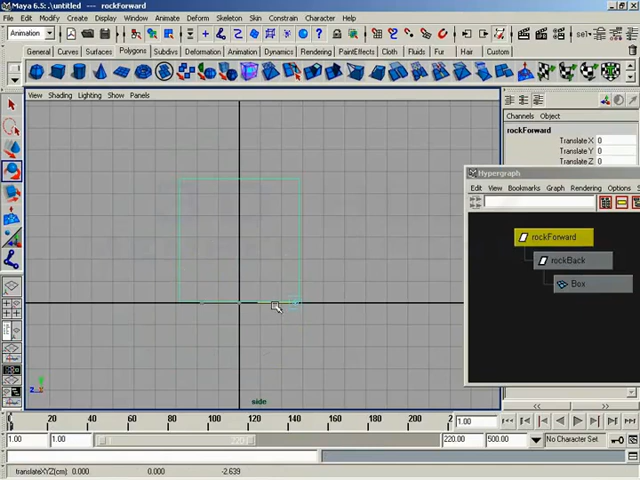 Maya 6.5: .\untitled --- rockForward
File Edit Modify Create Display Window Animate Deform Skeleton Skin Constraint Character Help
Animation
General Curves Surfaces Polygons Subdivs Deformation Animation Dynamics Rendering PaintEffects Cloth Fluids Fur Hair Custom
View Shading Lighting Show Panels
Channels Object
rockForward
Translate X 0
Translate Y 0
Translate Z 0
Hypergraph
Edit View Bookmarks Graph Rendering Options
rockForward
rockBack
Box
side
20 40 60 80 100 120 140 160 180 200 220
1.00
1.00 1.00 220 220.00 500.00 No Character Set
translateXYZ(cm) 0.000 0.000 -2.639